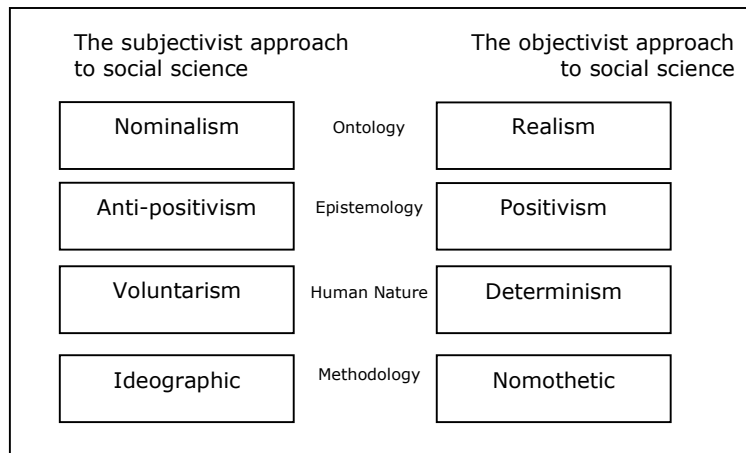 The subjectivist approach
to social science
The objectivist approach
to social science
Nominalism
Ontology
Realism
Anti-positivism
Epistemology
Positivism
Voluntarism
Human Nature
Determinism
Ideographic
Methodology
Nomothetic